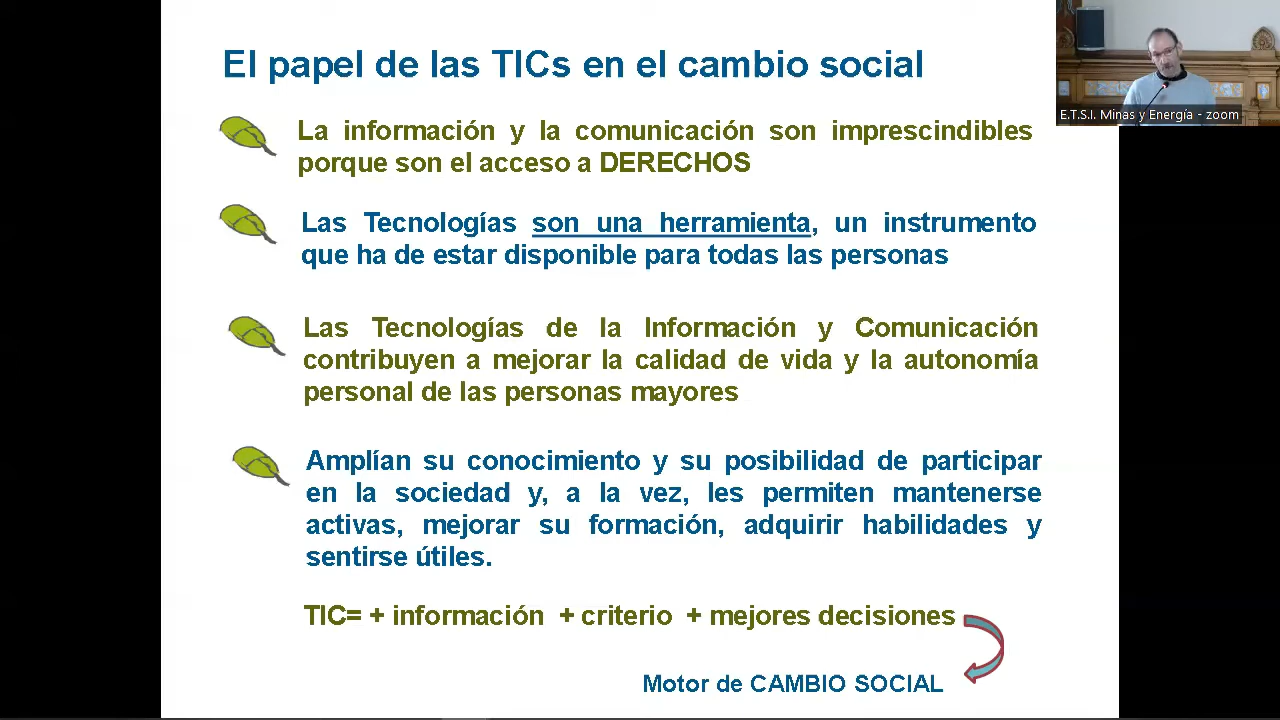 El papel de las TICs en el cambio social
E.T.S.I. Minas y Energía - zoom
La información y la comunicación son imprescindibles
porque son el acceso a DERECHOS
Las Tecnologías son una herramienta, un instrumento
que ha de estar disponible para todas las personas
Las Tecnologías de la Información y Comunicación
contribuyen a mejorar la calidad de vida y la autonomía
personal de las personas mayores
Amplían su conocimiento y su posibilidad de participar
en la sociedad y, a la vez, les permiten mantenerse
activas, mejorar su formación, adquirir habilidades y
sentirse útiles.
TIC= + información + criterio + mejores decisiones
Motor de CAMBIO SOCIAL